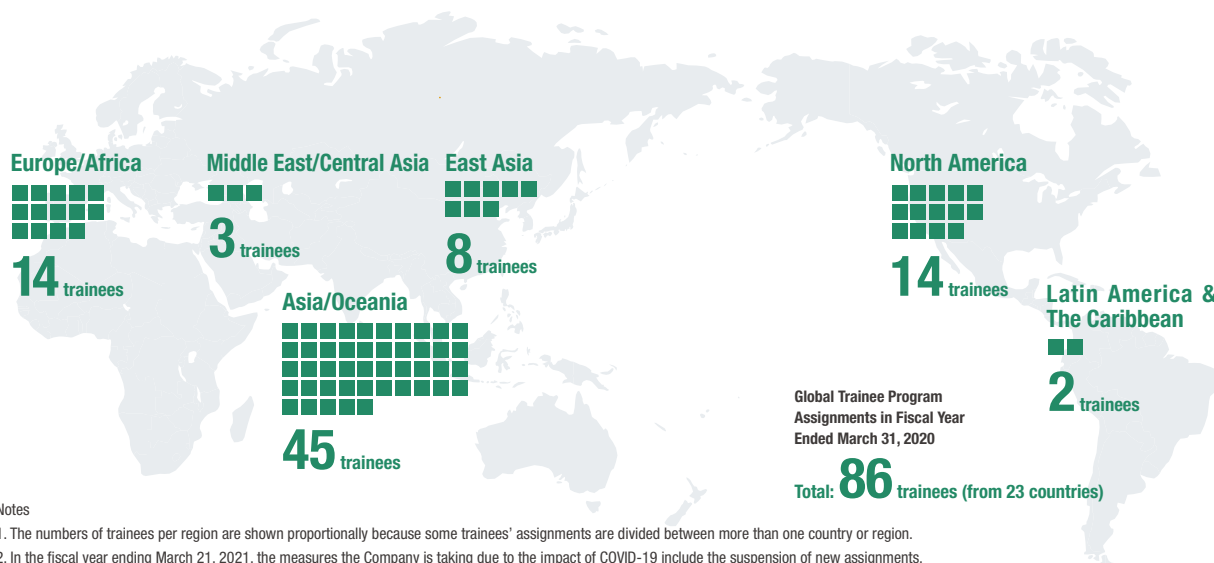 Europe/Africa
14 trainees
Middle East/Central Asia
3 trainees
East Asia
8 trainees
Asia/Oceania
45 trainees
North America
14 trainees
Latin America &
The Caribbean
2 trainees
Global Trainee Program
Assignments in Fiscal Year
Ended March 31, 2020
Total: 86 trainees (from 23 countries)
Notes
1. The numbers of trainees per region are shown proportionally because some trainees' assignments are divided between more than one country or region.
2. In the fiscal year ending March 21, 2021, the measures the Company is taking due to the impact of COVID-19 include the suspension of new assignments.